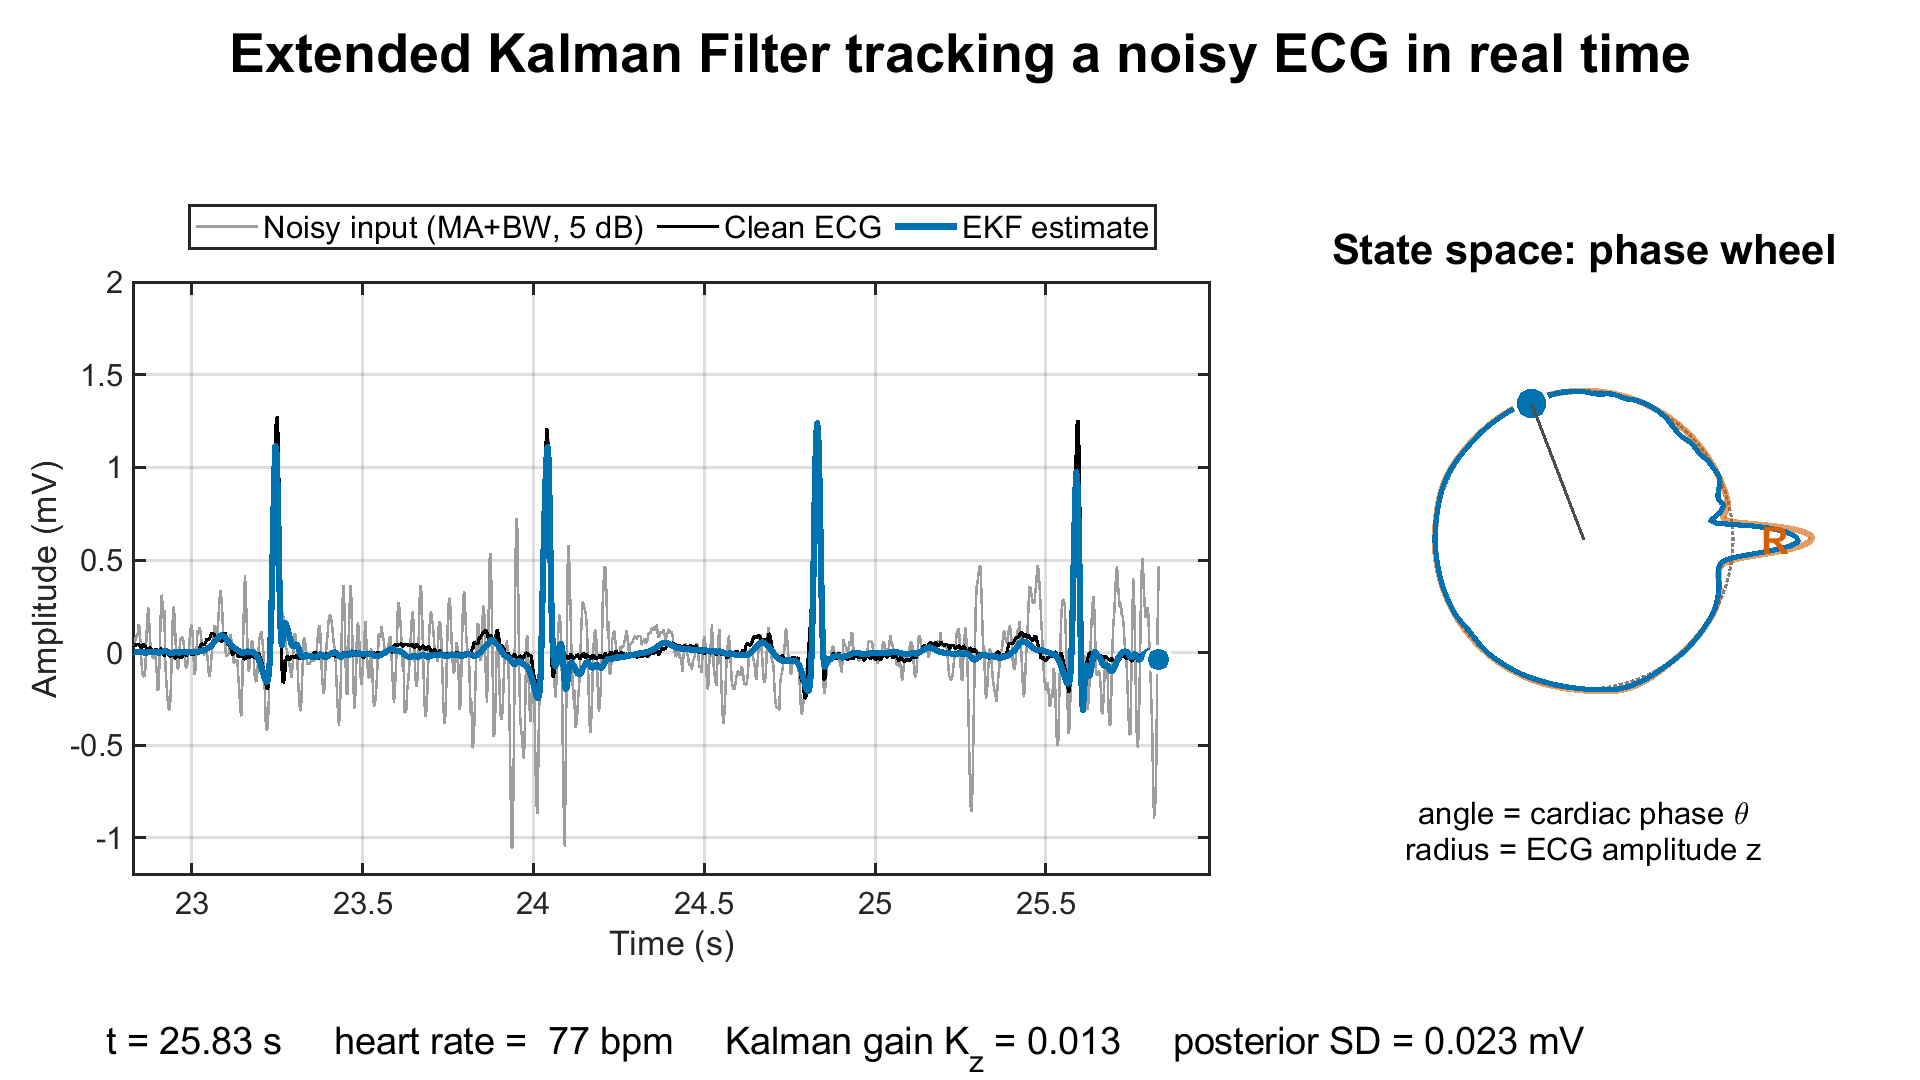 Extended Kalman Filter tracking a noisy ECG in real time
Noisy input (MA+BW, 5 dB) Clean ECG EKF estimate
State space: phase wheel
2
1.5
1
0.5
0
-0.5
-1
Amplitude (mV)
23 23.5 24 24.5 25 25.5
Time (s)
R
angle = cardiac phase θ
radius = ECG amplitude z
t = 25.83 s heart rate = 77 bpm Kalman gain K_z = 0.013 posterior SD = 0.023 mV